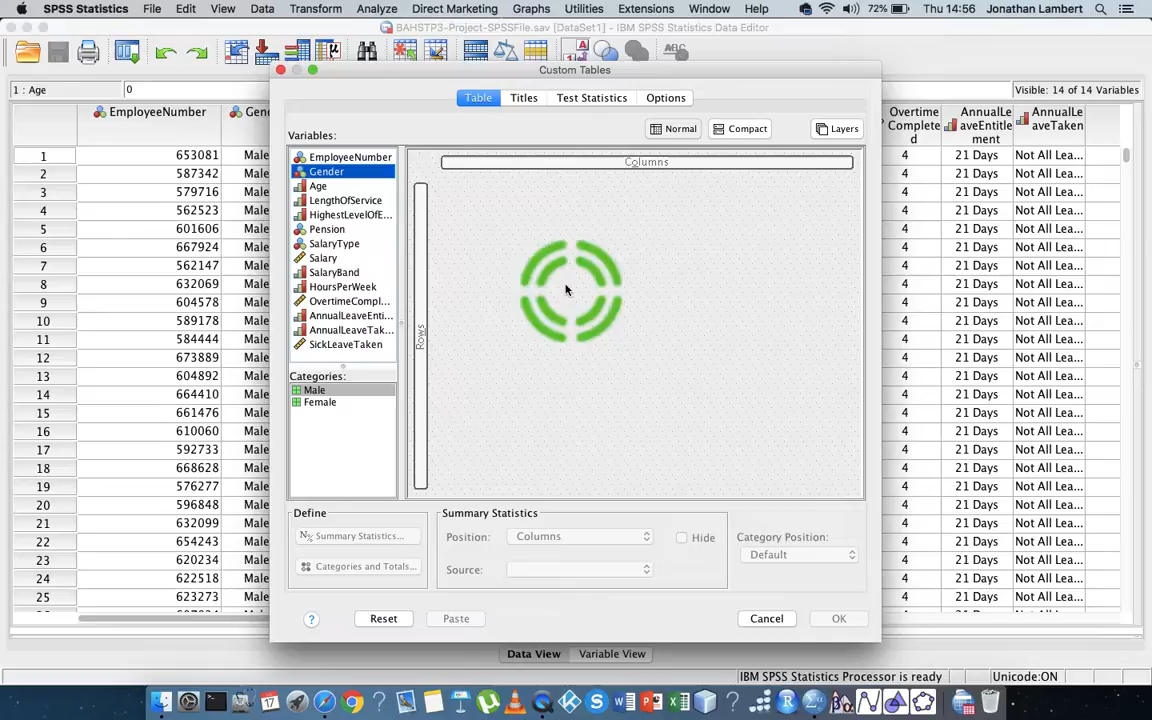 SPSS Statistics File Edit View Data Transform Analyze Direct Marketing Graphs Utilities Extensions Window Help 72% Thu 14:56 Jonathan Lambert
BAHSTP3-Project-SPSSFile.sav [DataSet1] - IBM SPSS Statistics Data Editor
Custom Tables
1 : Age 0 Visible: 14 of 14 Variables
Table Titles Test Statistics Options
EmployeeNumber Gen
Overtime Complete d
AnnualLeaveEntitlement
AnnualLeaveTaken
Variables: Normal Compact Layers
EmployeeNumber
Gender
Age
LengthOfService
HighestLevelOfE...
Pension
SalaryType
Salary
SalaryBand
HoursPerWeek
OvertimeCompl...
AnnualLeaveEnti...
AnnualLeaveTak...
SickLeaveTaken
Columns
Rows
Categories:
Male
Female
1 653081 Male 4 21 Days Not All Lea...
2 587342 Male 4 21 Days Not All Lea...
3 579716 Male 4 21 Days Not All Lea...
4 562523 Male 4 21 Days Not All Lea...
5 601606 Male 4 21 Days Not All Lea...
6 667924 Male 4 21 Days Not All Lea...
7 562147 Male 4 21 Days Not All Lea...
8 632069 Male 4 21 Days Not All Lea...
9 604578 Male 4 21 Days Not All Lea...
10 589178 Male 4 21 Days Not All Lea...
11 584444 Male 4 21 Days Not All Lea...
12 673889 Male 4 21 Days Not All Lea...
13 604892 Male 4 21 Days Not All Lea...
14 664410 Male 4 21 Days Not All Lea...
15 661476 Male 4 21 Days Not All Lea...
16 610060 Male 4 21 Days Not All Lea...
17 592733 Male 4 21 Days Not All Lea...
18 668628 Male 4 21 Days Not All Lea...
19 576277 Male 4 21 Days Not All Lea...
20 596848 Male 4 21 Days Not All Lea...
21 632099 Male 4 21 Days Not All Lea...
22 654243 Male 4 21 Days Not All Lea...
23 620234 Male 4 21 Days Not All Lea...
24 622518 Male 4 21 Days Not All Lea...
25 623273 Male 4 21 Days Not All Lea...
Define Summary Statistics
Summary Statistics... Position: Columns Hide Category Position:
Categories and Totals... Source: Default
? Reset Paste Cancel OK
Data View Variable View
IBM SPSS Statistics Processor is ready Unicode:ON